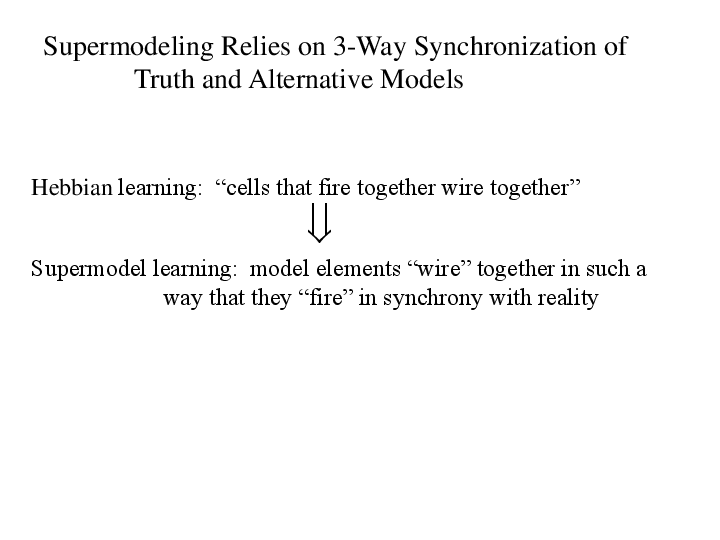 Supermodeling Relies on 3-Way Synchronization of
Truth and Alternative Models
Hebbian learning: “cells that fire together wire together”
Supermodel learning: model elements “wire” together in such a
way that they “fire” in synchrony with reality